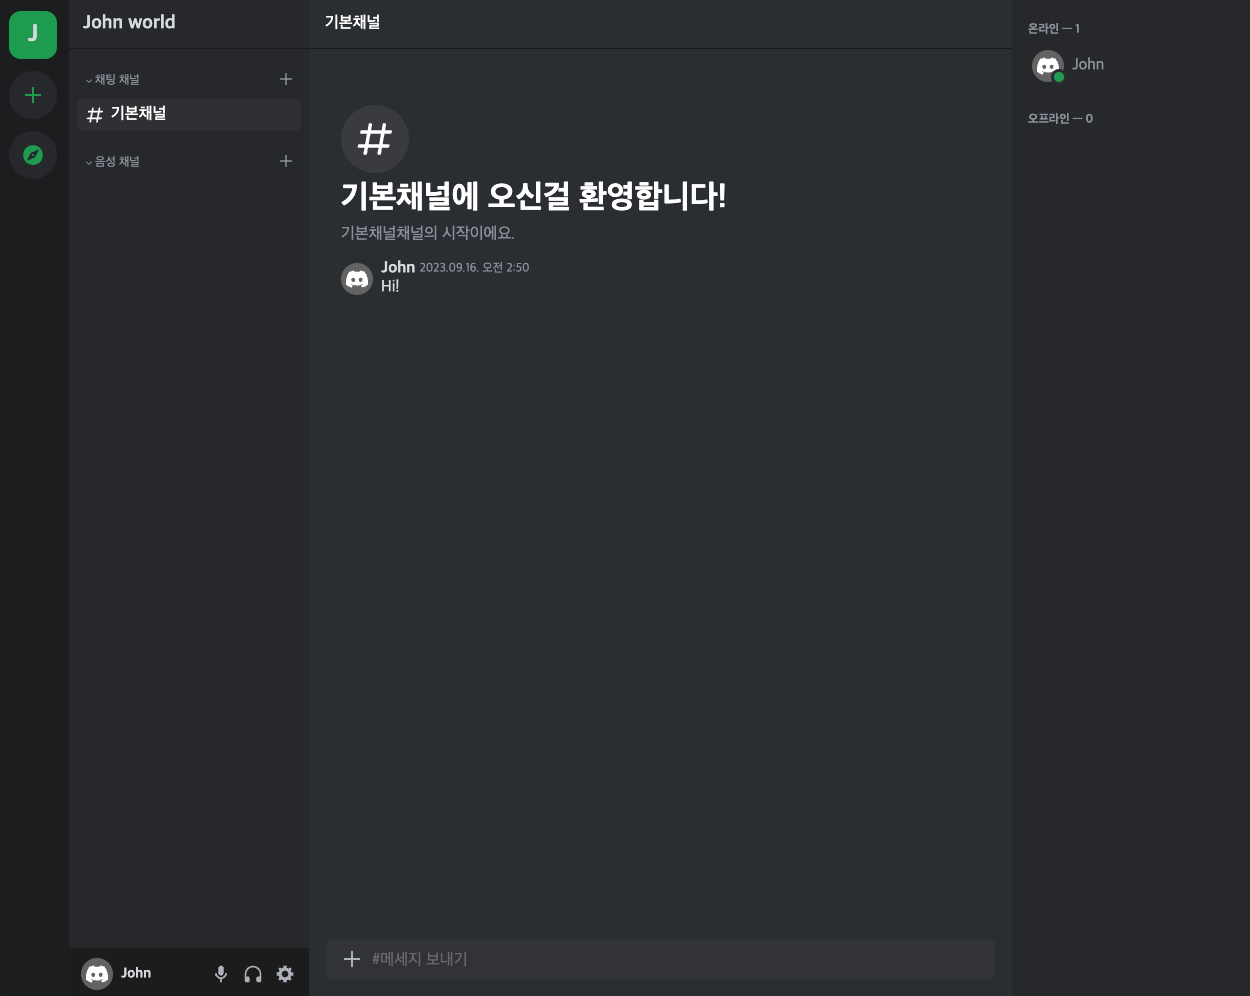 J
John world
채팅 채널
기본채널
음성 채널
John
기본채널
기본채널에 오신걸 환영합니다!
기본채널채널의 시작이에요.
John 2023.09.16. 오전 2:50
Hi!
#메세지 보내기
온라인 — 1
John
오프라인 — 0